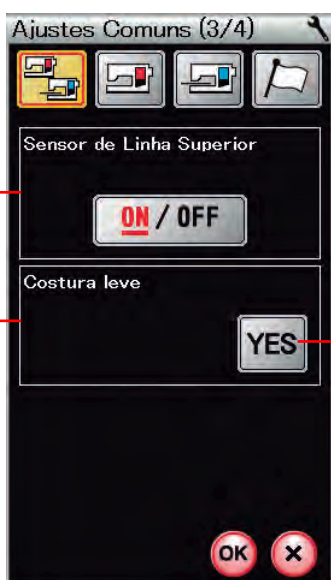 Ajustes Comuns (3/4)
Sensor de Linha Superior
ON / OFF
Costura leve
YES
OK ×